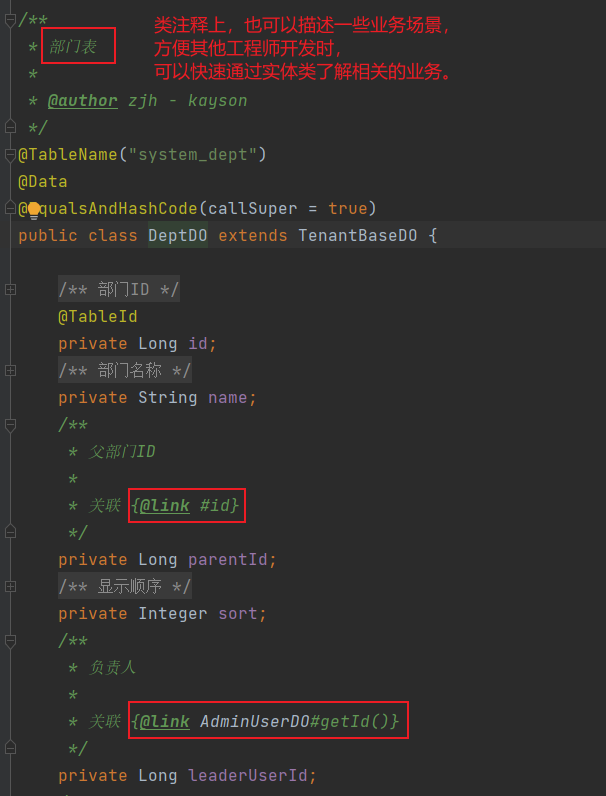 /**
类注释上，也可以描述一些业务场景，
* 部门表
方便其他工程师开发时，
*
可以快速通过实体类了解相关的业务。
* @author zjh - kayson
*/
@TableName("system_dept")
@Data
@EqualsAndHashCode(callSuper = true)
public class DeptDO extends TenantBaseDO {
/** 部门ID */
@TableId
private Long id;
/** 部门名称 */
private String name;
/**
* 父部门ID
*
* 关联 {@link #id}
*/
private Long parentId;
/** 显示顺序 */
private Integer sort;
/**
* 负责人
*
* 关联 {@link AdminUserDO#getId()}
*/
private Long leaderUserId;